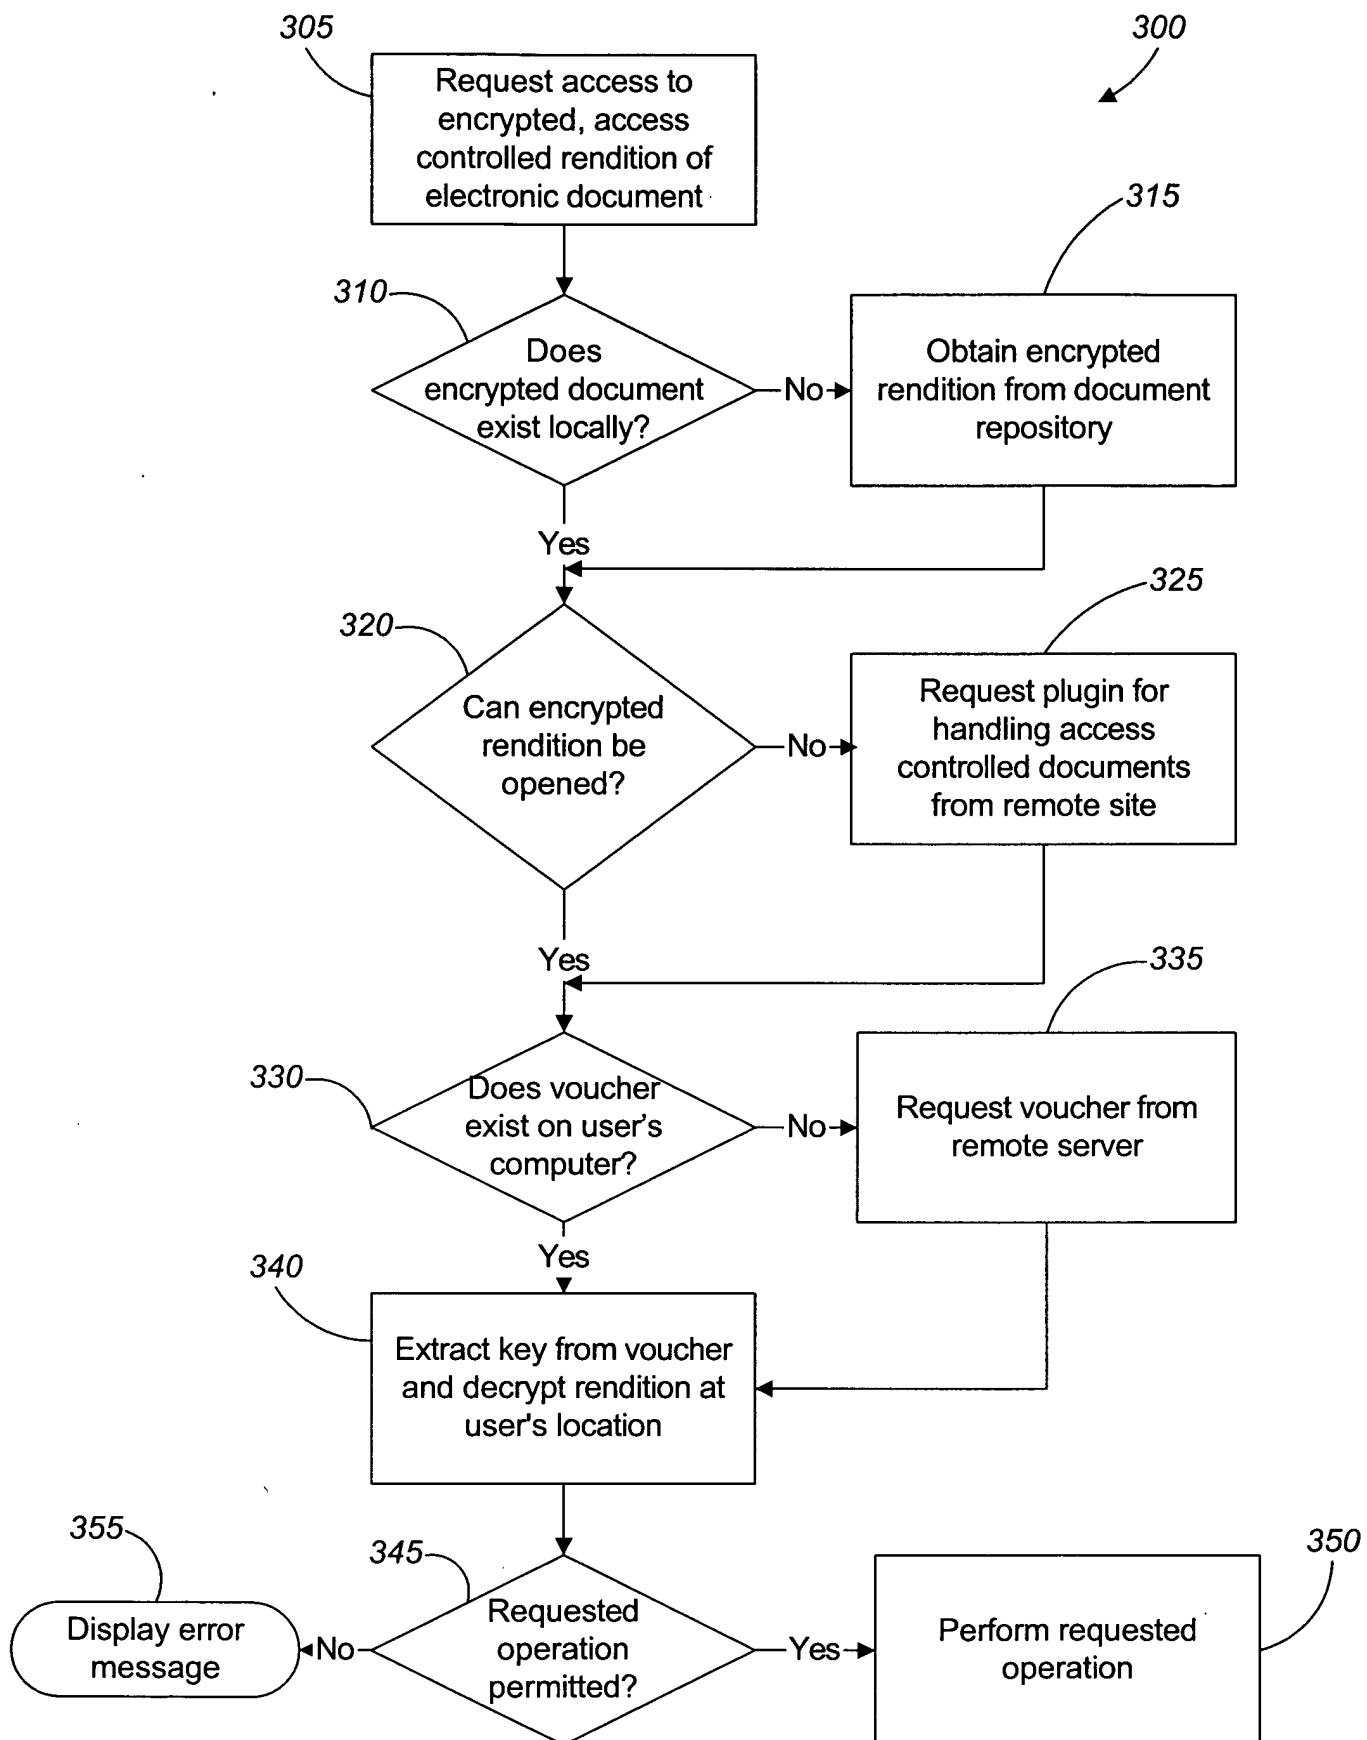 305
300
Request access to
encrypted, access
controlled rendition of
electronic document
315
310
Does
encrypted document
exist locally?
No
Obtain encrypted
rendition from document
repository
Yes
325
320
Can encrypted
rendition be
opened?
No
Request plugin for
handling access
controlled documents
from remote site
Yes
335
330
Does voucher
exist on user's
computer?
No
Request voucher from
remote server
Yes
340
Extract key from voucher
and decrypt rendition at
user's location
355
345
350
Display error
message
No
Requested
operation
permitted?
Yes
Perform requested
operation